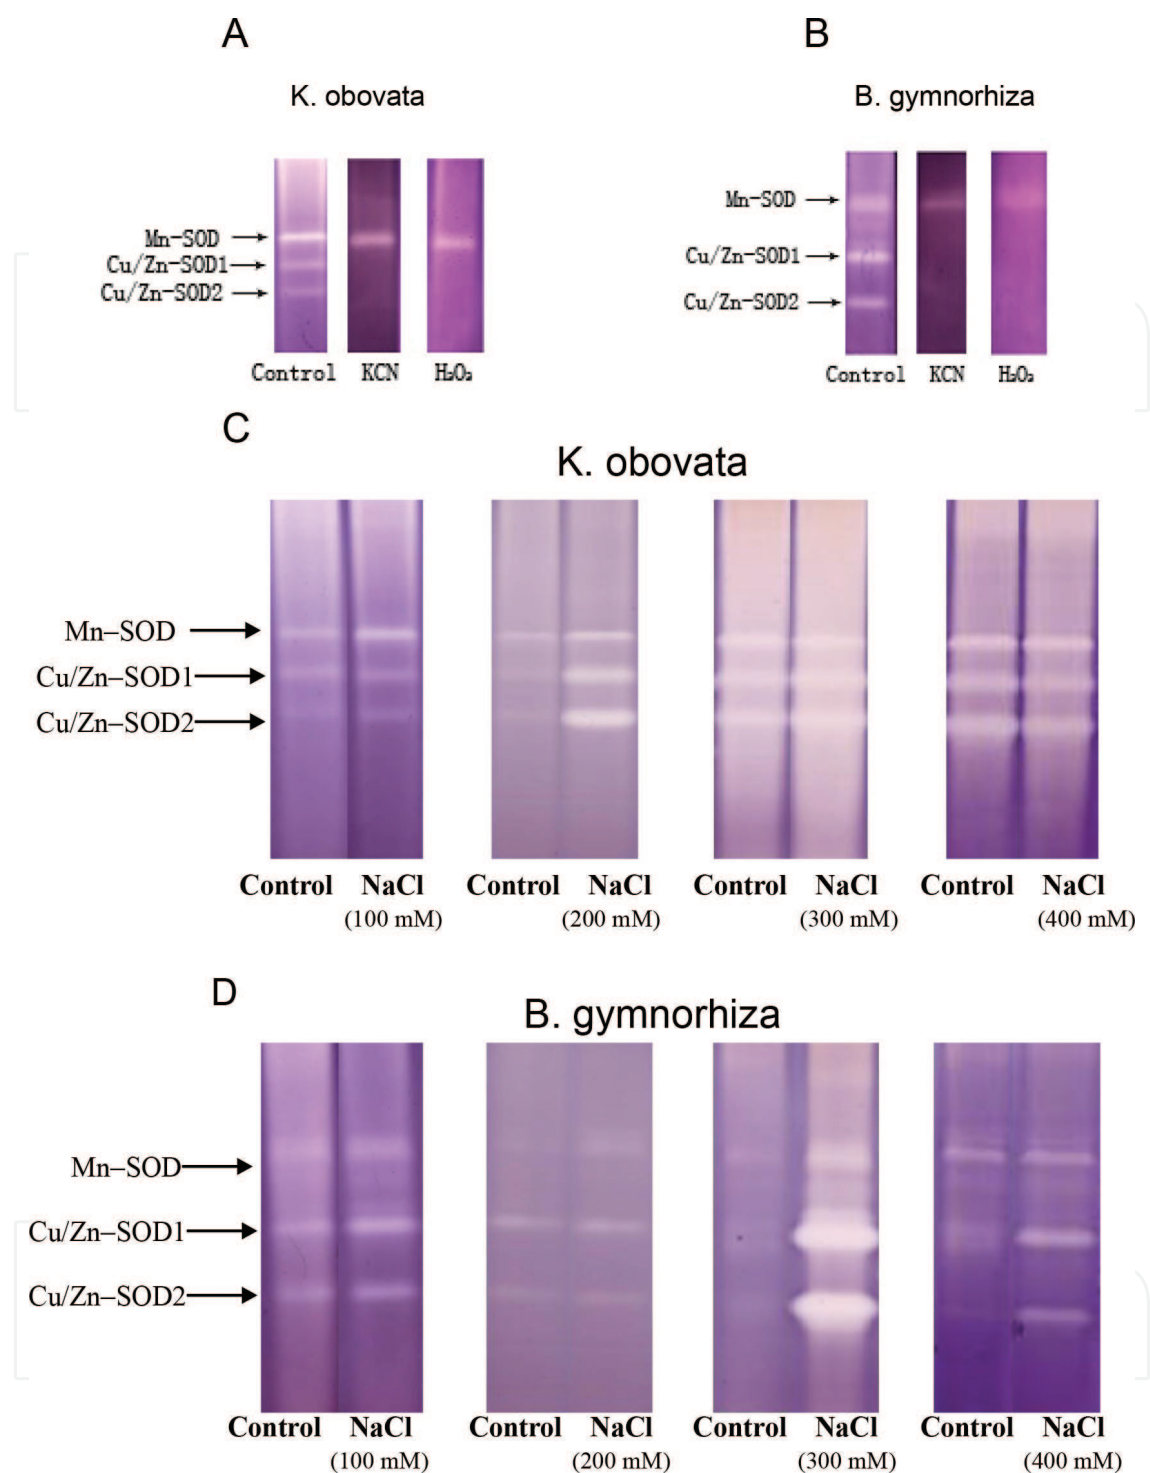 A
B
K. obovata
B. gymnorhiza
Mn-SOD
Cu/Zn-SOD1
Cu/Zn-SOD2
Control KCN H₂O₂
Mn-SOD
Cu/Zn-SOD1
Cu/Zn-SOD2
Control KCN H₂O₂
C
K. obovata
Mn–SOD
Cu/Zn–SOD1
Cu/Zn–SOD2
Control NaCl Control NaCl Control NaCl Control NaCl
(100 mM) (200 mM) (300 mM) (400 mM)
D
B. gymnorhiza
Mn–SOD
Cu/Zn–SOD1
Cu/Zn–SOD2
Control NaCl Control NaCl Control NaCl Control NaCl
(100 mM) (200 mM) (300 mM) (400 mM)